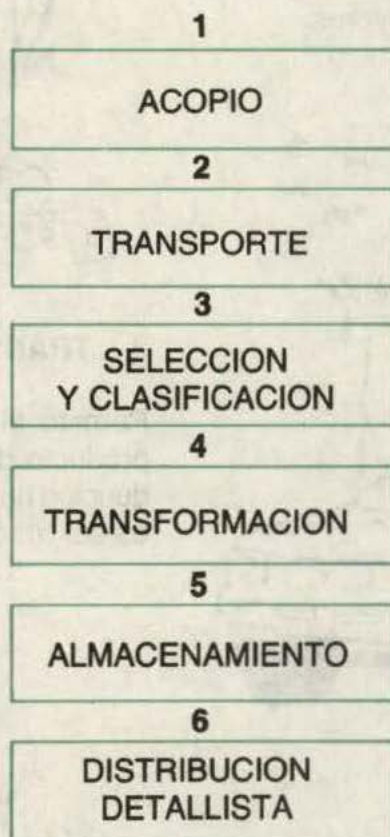 1
ACOPIO
2
TRANSPORTE
3
SELECCION
Y CLASIFICACION
4
TRANSFORMACION
5
ALMACENAMIENTO
6
DISTRIBUCION
DETALLISTA